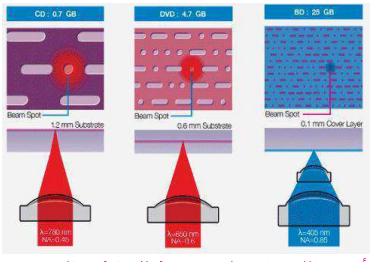 CD : 0.7 GB
DVD : 4.7 GB
BD : 25 GB
Beam Spot
Beam Spot
Beam Spot
1.2 mm Substrate
0.6 mm Substrate
0.1 mm Cover Layer
λ=780 nm
NA=0.45
λ=650 nm
NA=0.6
λ=405 nm
NA=0.85